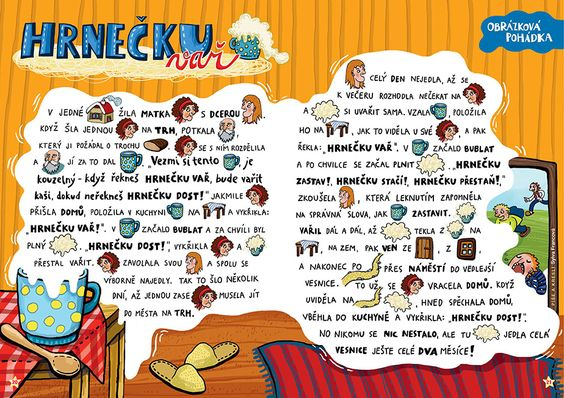 HRNEČKU
vař
V JEDNÉ ŽILA MATKA S DCEROU
KDYŽ ŠLA JEDNOU NA TRH, POTKALA
KTERÝ JI POŽÁDAL O TROCHU SE S NÍM ROZDĚLILA
A JÍ ZA TO DAL „Vezmi si tento, je
kouzelný - když řekneš HRNEČKU VAŘ, bude vařit
kaši, dokud neřekneš HRNEČKU DOST!" JAKMILE
PŘIŠLA DOMŮ, POLOŽILA V KUCHYNI NA A VYKŘIKLA:
„HRNEČKU VAŘ!". V ZAČALO BUBLAT A ZA CHVÍLI BYL
PLNÝ „HRNEČKU DOST!", VYKŘIKLA A
PŘESTAL VAŘIT. ZAVOLALA SVOU A SPOLU SE
VÝBORNĚ NAJEDLY. TAK TO ŠLO NĚKOLIK
DNÍ, AŽ JEDNOU ZASE MUSELA JÍT
DO MĚSTA NA TRH.
OBRÁZKOVÁ
POHÁDKA
CELÝ DEN NEJEDLA, AŽ SE
K VEČERU ROZHODLA NEČEKAT NA
A SI UVAŘIT SAMA. VZALA, POLOŽILA
HO NA, JAK TO VIDĚLA U SVÉ A PAK
ŘEKLA: „HRNEČKU VAŘ". V ZAČALO BUBLAT
A PO CHVILCE SE ZAČAL PLNIT „HRNEČKU
ZASTAV!, HRNEČKU STAČÍ!, HRNEČKU PŘESTAŇ!,"
ZKOUŠELA, KTERÁ LEKNUTÍM ZAPOMNĚLA
NA SPRÁVNÁ SLOVA, JAK ZASTAVIT.
VAŘIL DÁL A DÁL, AŽ TEKLA Z NA
, NA ZEM, PAK VEN ZE Z
A NAKONEC PO PŘES NÁMĚSTÍ DO VEDLEJŠÍ
VESNICE. TO UŽ VRACELA DOMŮ. KDYŽ
UVIDĚLA NA HNED SPĚCHALA DOMŮ,
VBĚHLA DO KUCHYNĚ A VYKŘIKLA: „HRNEČKU DOST!".
NO NIKOMU SE NIC NESTALO, ALE TU JEDLA CELÁ
VESNICE JEŠTĚ CELÉ DVA MĚSÍCE!
PÍŠE A KRESLÍ Sylva Francová